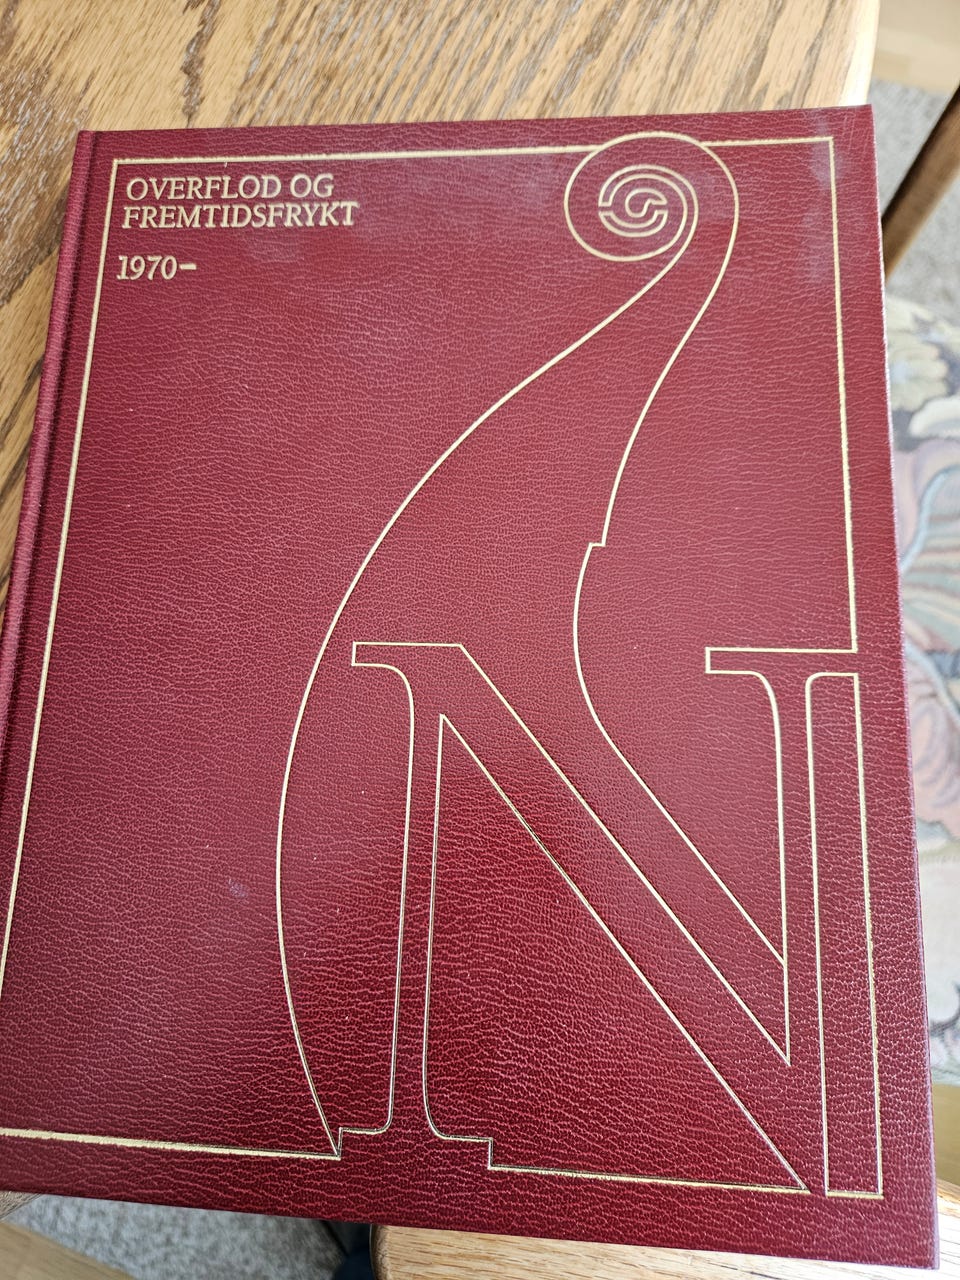 OVERFLOD OG
FREMTIDSFRYKT
1970–
N